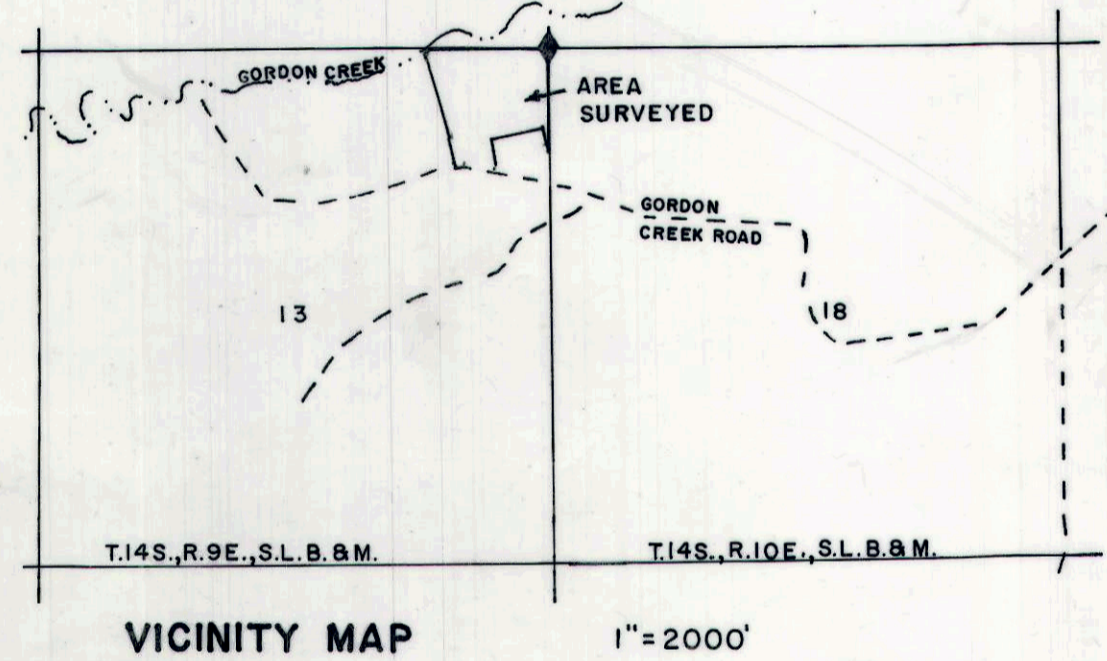 GORDON CREEK
AREA
SURVEYED
GORDON
CREEK ROAD
13
18
T.14S.,R.9E.,S.L.B.&M.
T.14S.,R.10E.,S.L.B.&M.
VICINITY MAP
1"=2000'